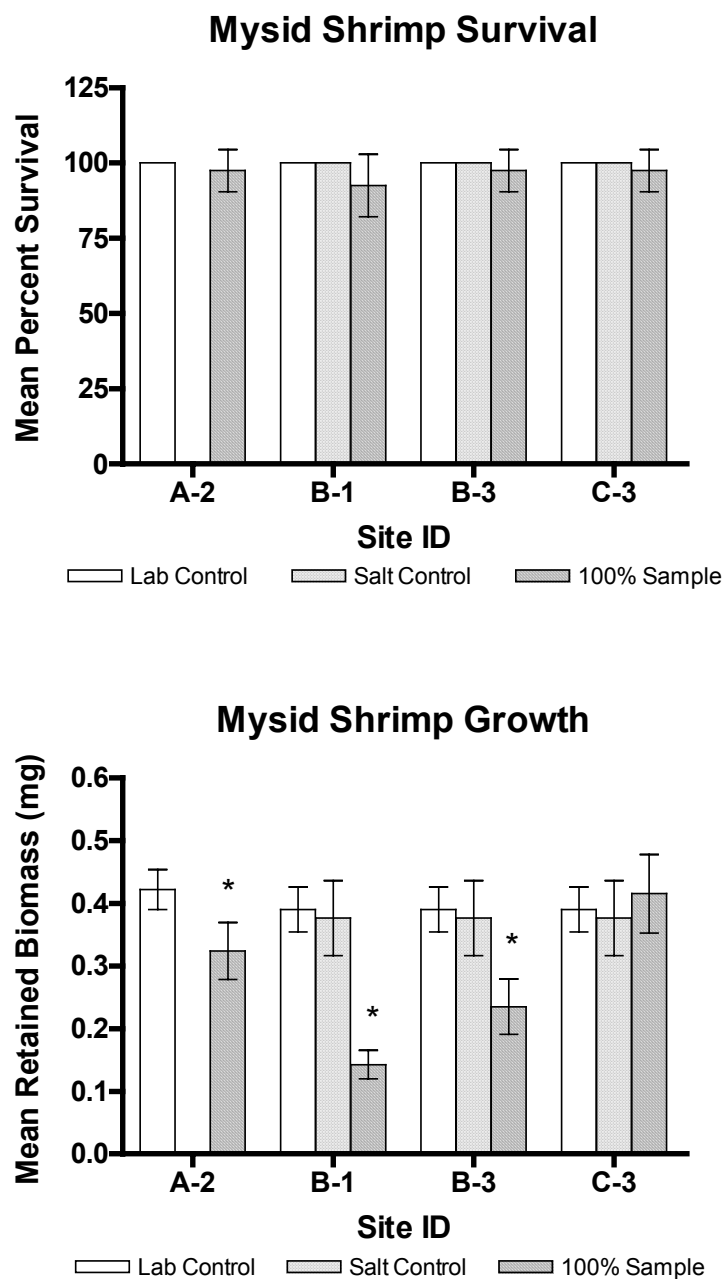 Mysid Shrimp Survival
Mean Percent Survival
125
100
75
50
25
0
A-2 B-1 B-3 C-3
Site ID
Lab Control Salt Control 100% Sample
Mysid Shrimp Growth
Mean Retained Biomass (mg)
0.6
0.5
0.4
0.3
0.2
0.1
0.0
*
*
*
A-2 B-1 B-3 C-3
Site ID
Lab Control Salt Control 100% Sample